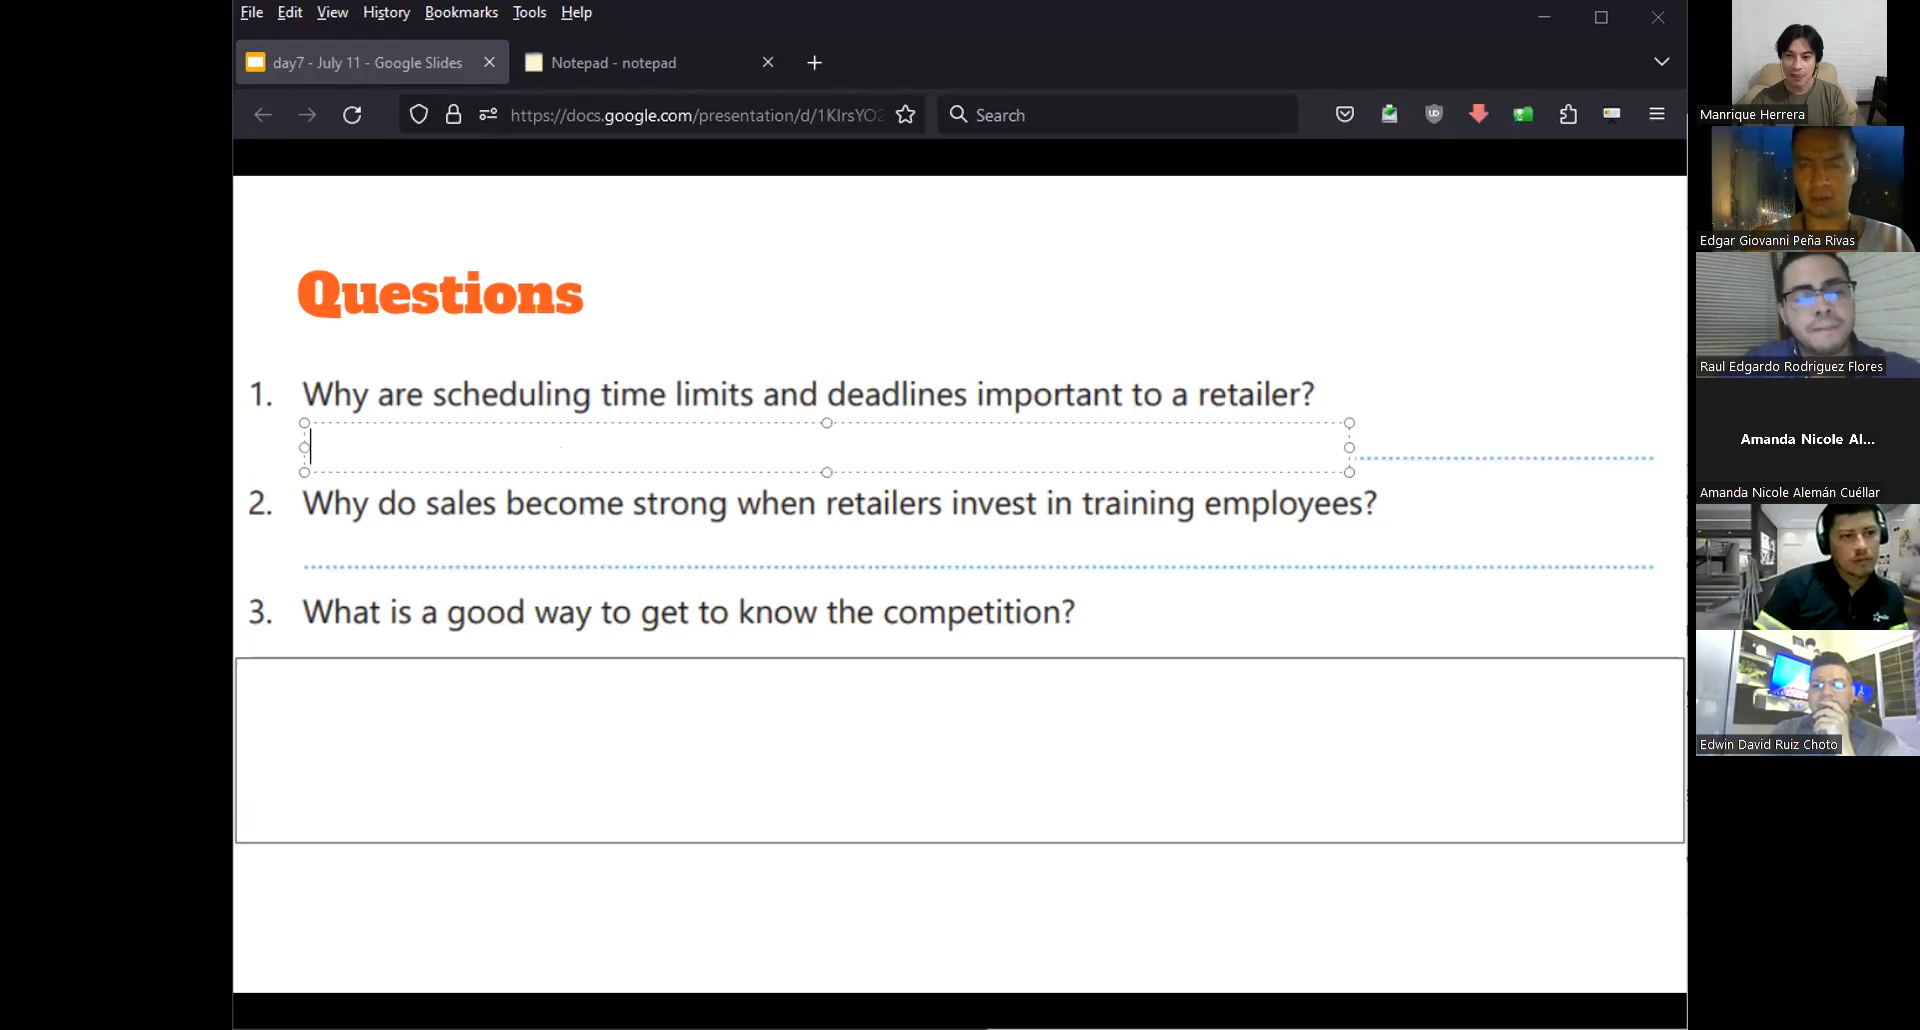 File Edit View History Bookmarks Tools Help
day7 - July 11 - Google Slides
Notepad - notepad
https://docs.google.com/presentation/d/1KIrsYO2
Search
Questions
1. Why are scheduling time limits and deadlines important to a retailer?
2. Why do sales become strong when retailers invest in training employees?
3. What is a good way to get to know the competition?
Manrique Herrera
Edgar Giovanni Peña Rivas
Raul Edgardo Rodriguez Flores
Amanda Nicole Al...
Amanda Nicole Alemán Cuéllar
Edwin David Ruiz Choto